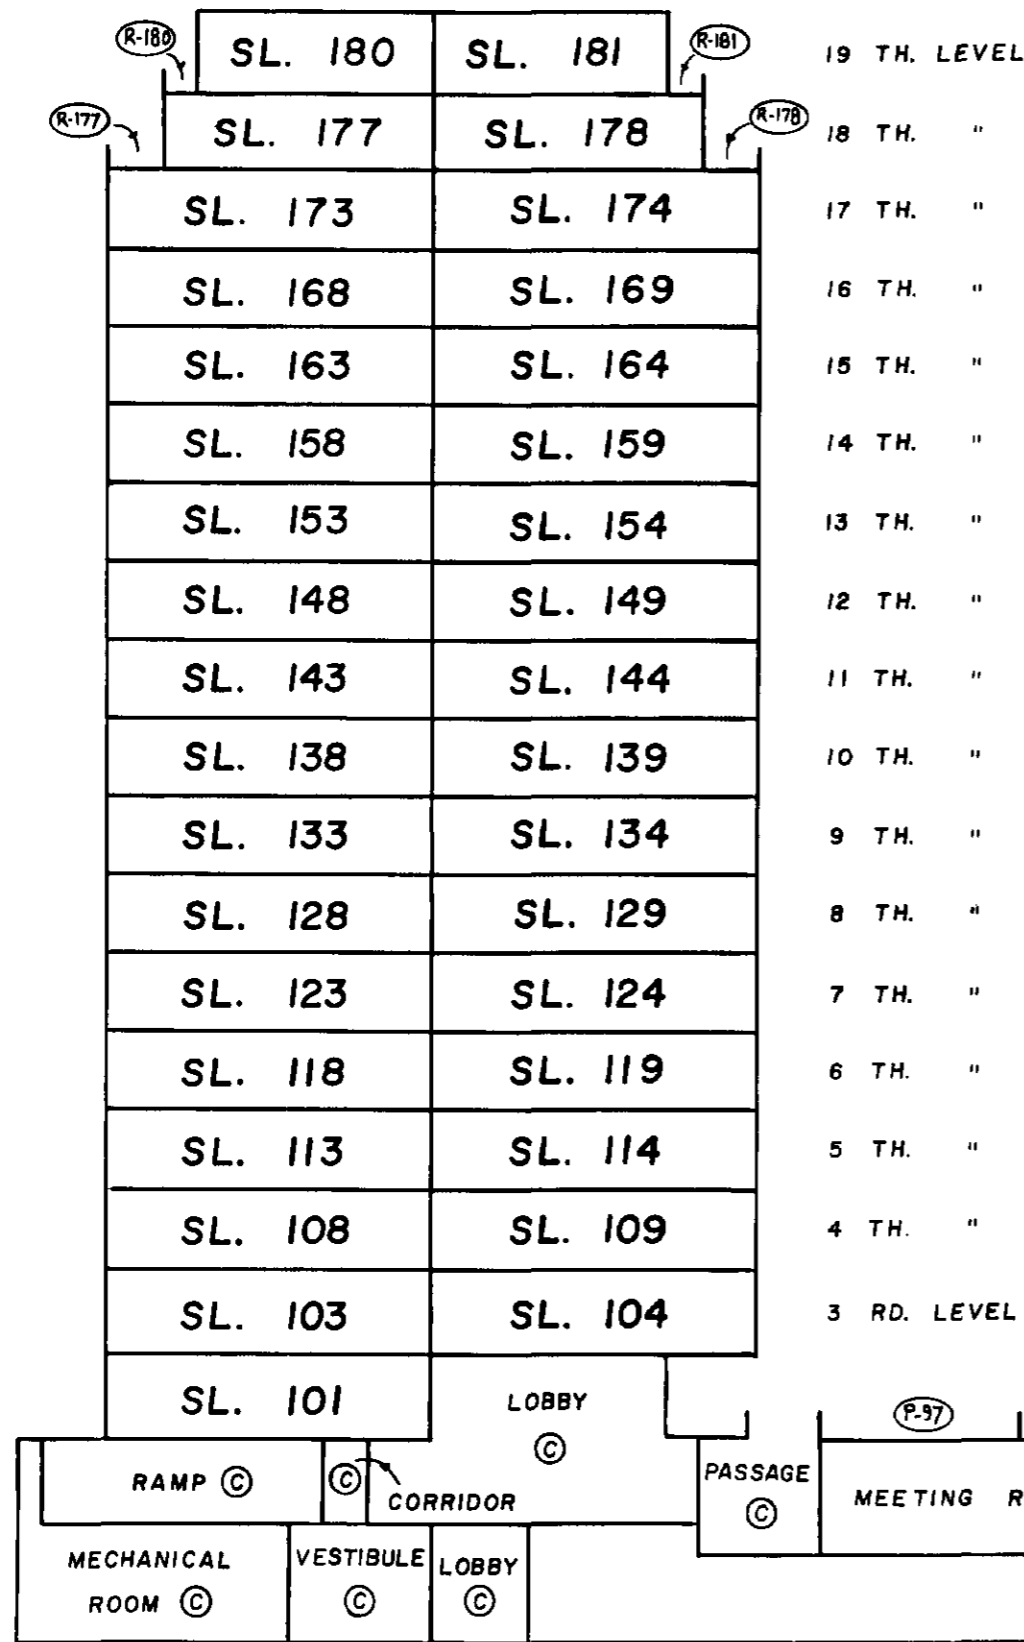 R-180 SL. 180 SL. 181 R-181 19 TH. LEVEL
R-177 SL. 177 SL. 178 R-178 18 TH. "
SL. 173 SL. 174 17 TH. "
SL. 168 SL. 169 16 TH. "
SL. 163 SL. 164 15 TH. "
SL. 158 SL. 159 14 TH. "
SL. 153 SL. 154 13 TH. "
SL. 148 SL. 149 12 TH. "
SL. 143 SL. 144 11 TH. "
SL. 138 SL. 139 10 TH. "
SL. 133 SL. 134 9 TH. "
SL. 128 SL. 129 8 TH. "
SL. 123 SL. 124 7 TH. "
SL. 118 SL. 119 6 TH. "
SL. 113 SL. 114 5 TH. "
SL. 108 SL. 109 4 TH. "
SL. 103 SL. 104 3 RD. LEVEL
SL. 101 LOBBY P-97
C
RAMP C C CORRIDOR PASSAGE MEETING R
C
MECHANICAL VESTIBULE LOBBY
ROOM C C C